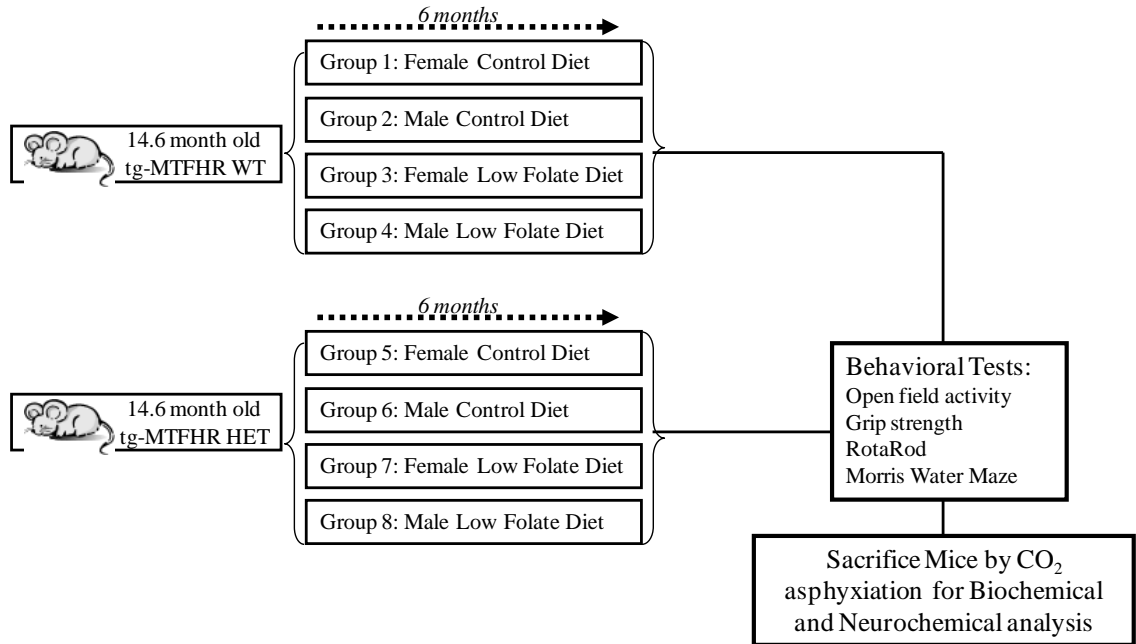 6 months
Group 1: Female Control Diet
Group 2: Male Control Diet
14.6 month old
tg-MTFHR WT
Group 3: Female Low Folate Diet
Group 4: Male Low Folate Diet
6 months
Group 5: Female Control Diet
Group 6: Male Control Diet
14.6 month old
tg-MTFHR HET
Group 7: Female Low Folate Diet
Group 8: Male Low Folate Diet
Behavioral Tests:
Open field activity
Grip strength
RotaRod
Morris Water Maze
Sacrifice Mice by CO₂
asphyxiation for Biochemical
and Neurochemical analysis